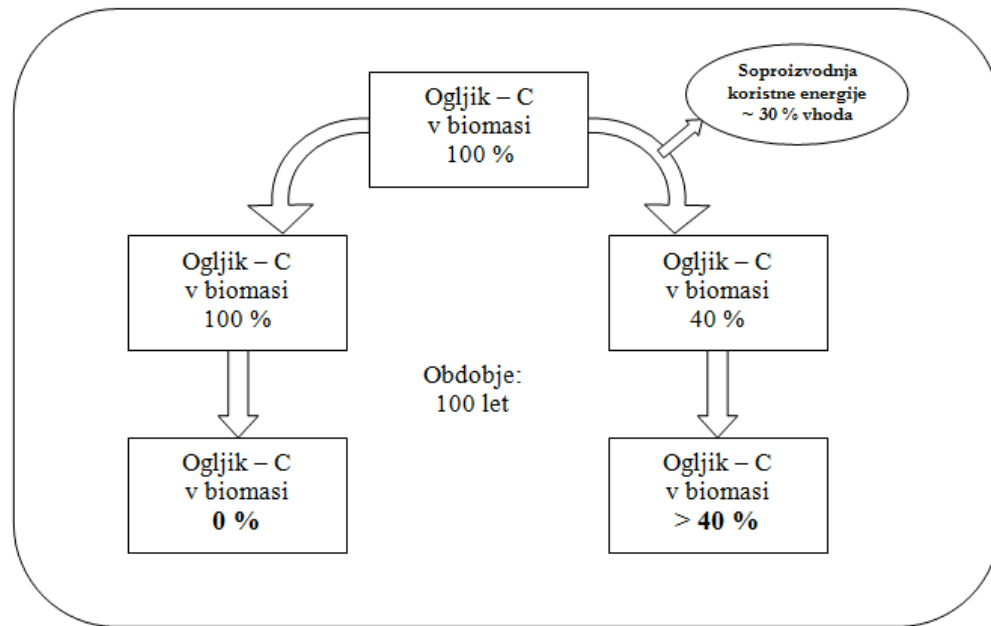 Ogljik – C
v biomasi
100 %
Soproizvodnja
koristne energije
~ 30 % vhoda
Ogljik – C
v biomasi
100 %
Ogljik – C
v biomasi
40 %
Obdobje:
100 let
Ogljik – C
v biomasi
0 %
Ogljik – C
v biomasi
> 40 %